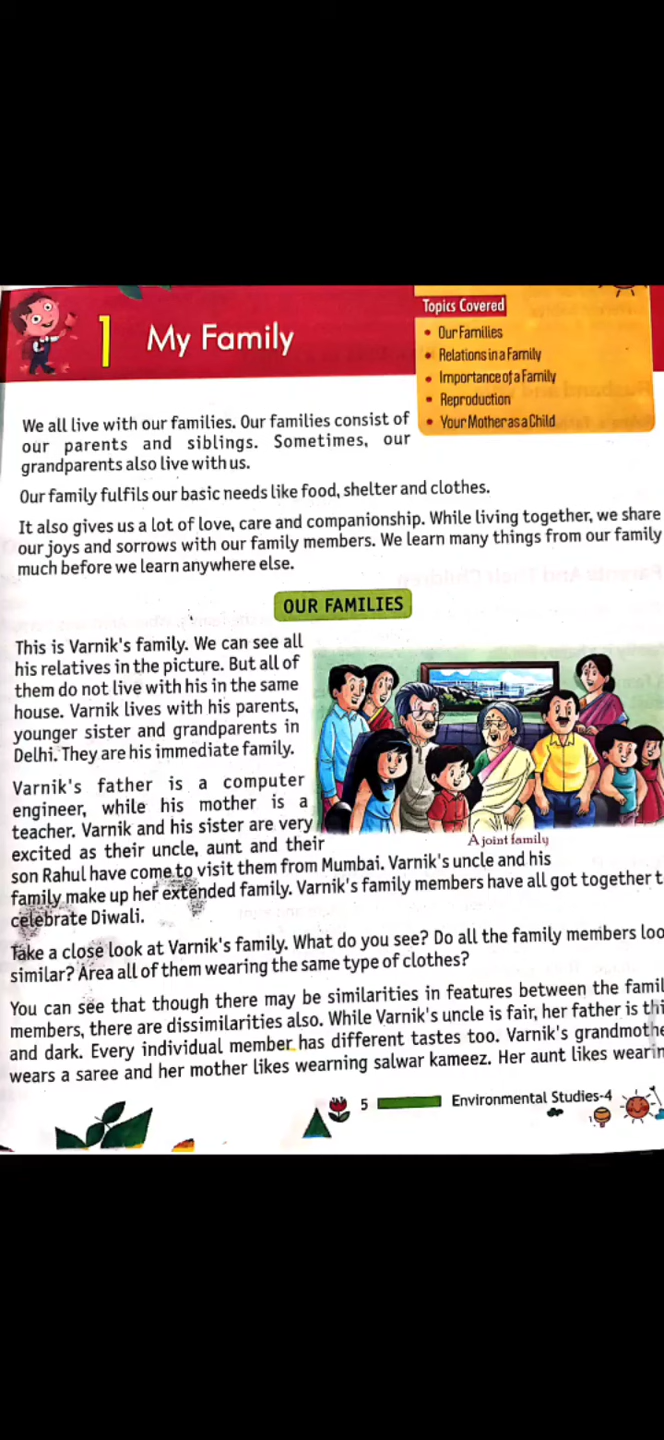 1 My Family
Topics Covered
• Our Families
• Relations in a Family
• Importance of a Family
• Reproduction
• Your Mother as a Child
We all live with our families. Our families consist of
our parents and siblings. Sometimes, our
grandparents also live with us.
Our family fulfils our basic needs like food, shelter and clothes.
It also gives us a lot of love, care and companionship. While living together, we share
our joys and sorrows with our family members. We learn many things from our family
much before we learn anywhere else.
OUR FAMILIES
This is Varnik's family. We can see all
his relatives in the picture. But all of
them do not live with his in the same
house. Varnik lives with his parents,
younger sister and grandparents in
Delhi. They are his immediate family.
Varnik's father is a computer
engineer, while his mother is a
teacher. Varnik and his sister are very
excited as their uncle, aunt and their
A joint family
son Rahul have come to visit them from Mumbai. Varnik's uncle and his
family make up her extended family. Varnik's family members have all got together t
celebrate Diwali.
Take a close look at Varnik's family. What do you see? Do all the family members loo
similar? Area all of them wearing the same type of clothes?
You can see that though there may be similarities in features between the famil
members, there are dissimilarities also. While Varnik's uncle is fair, her father is thi
and dark. Every individual member has different tastes too. Varnik's grandmothe
wears a saree and her mother likes wearning salwar kameez. Her aunt likes wearin
5 Environmental Studies-4